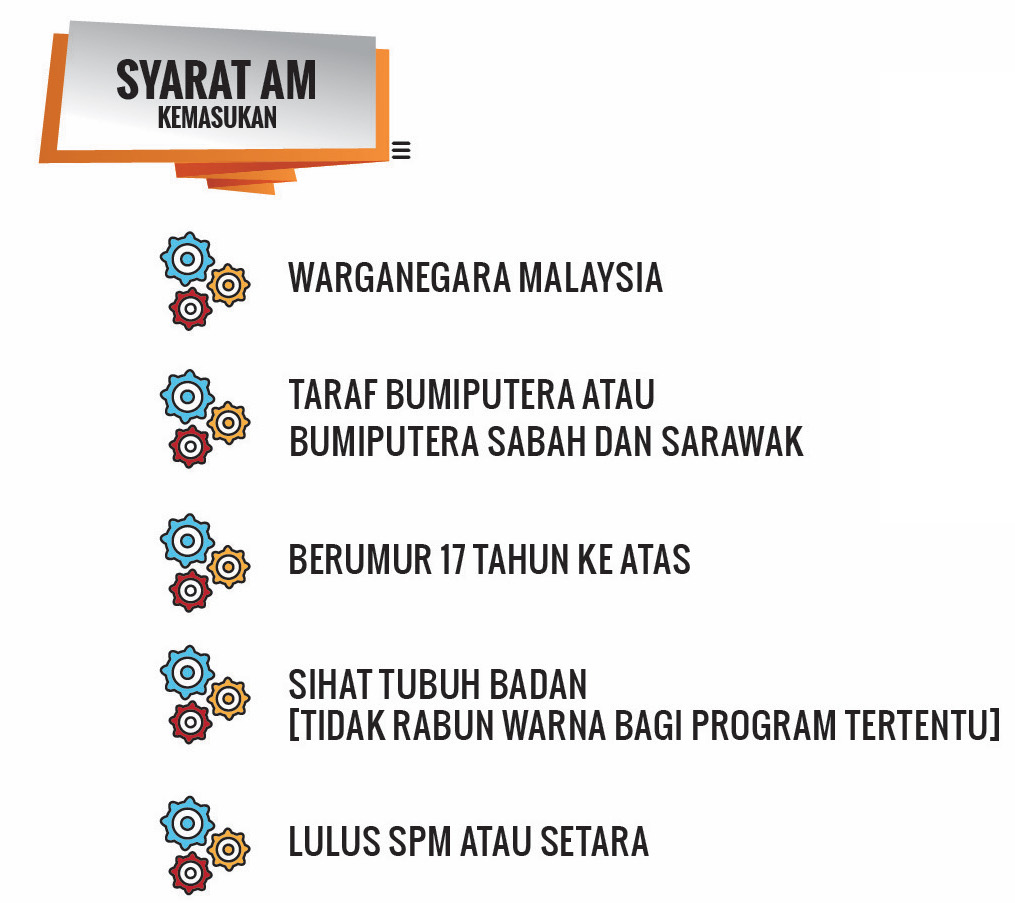 SYARAT AM
KEMASUKAN
WARGANEGARA MALAYSIA
TARAF BUMIPUTERA ATAU
BUMIPUTERA SABAH DAN SARAWAK
BERUMUR 17 TAHUN KE ATAS
SIHAT TUBUH BADAN
[TIDAK RABUN WARNA BAGI PROGRAM TERTENTU]
LULUS SPM ATAU SETARA